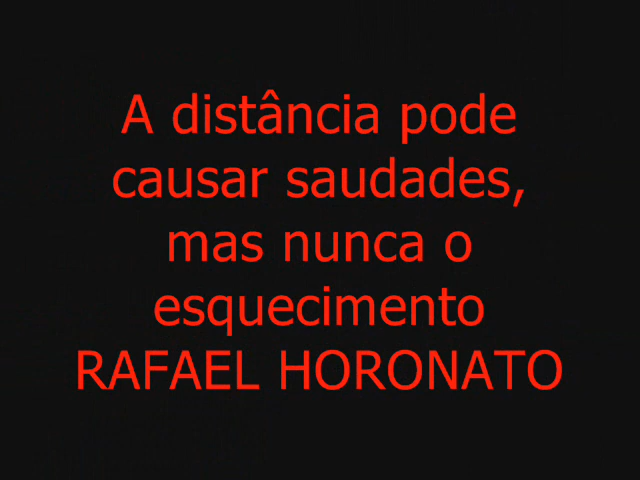 A distância pode
causar saudades,
mas nunca o
esquecimento
RAFAEL HORONATO